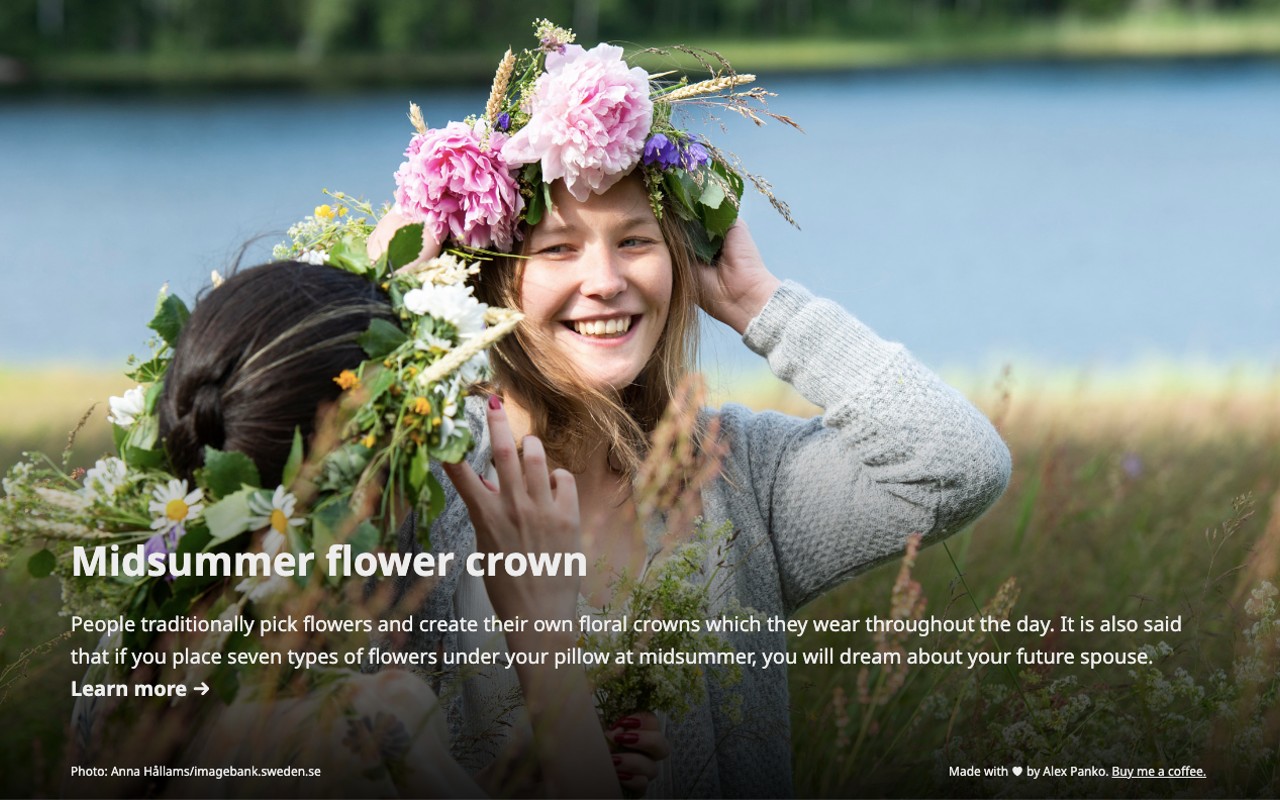 Midsummer flower crown
People traditionally pick flowers and create their own floral crowns which they wear throughout the day. It is also said
that if you place seven types of flowers under your pillow at midsummer, you will dream about your future spouse.
Learn more →
Photo: Anna Hållams/imagebank.sweden.se
Made with ♥ by Alex Panko. Buy me a coffee.